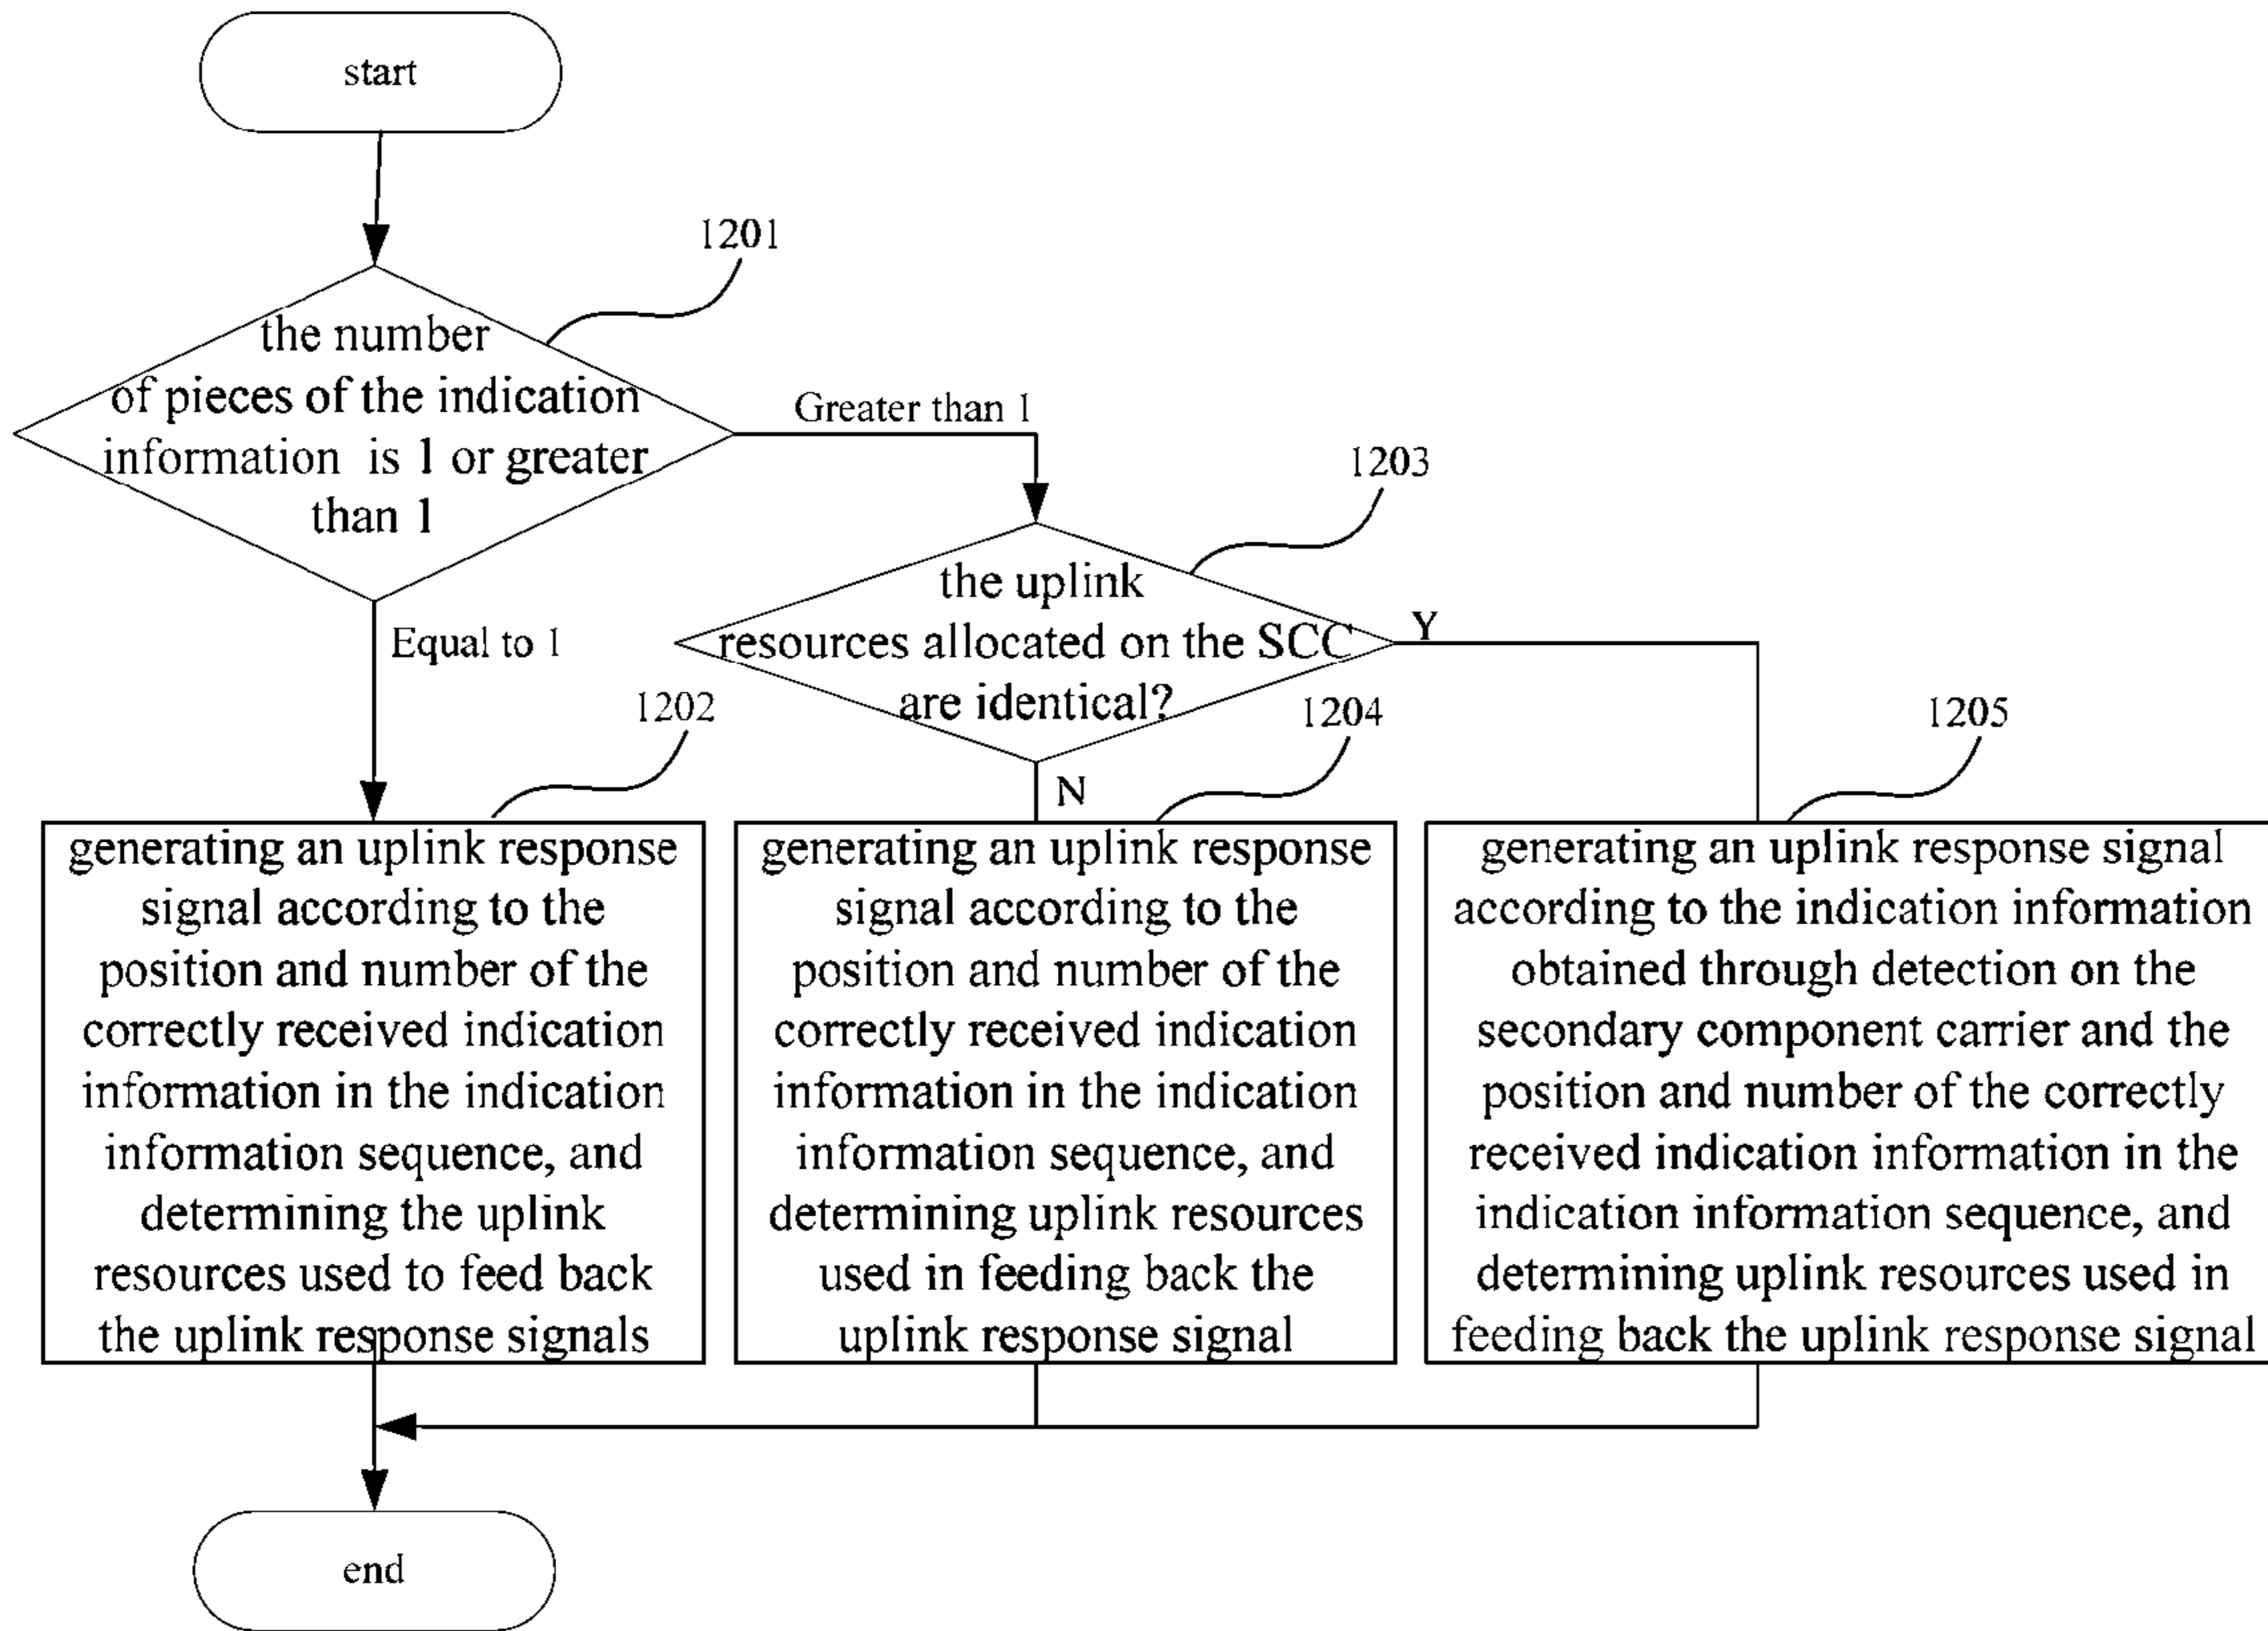 start
1201
the number
of pieces of the indication
information is 1 or greater
than 1
Greater than 1
Equal to 1
1203
the uplink
resources allocated on the SCC
are identical?
Y
N
1202
generating an uplink response
signal according to the
position and number of the
correctly received indication
information in the indication
information sequence, and
determining the uplink
resources used to feed back
the uplink response signals
1204
generating an uplink response
signal according to the
position and number of the
correctly received indication
information in the indication
information sequence, and
determining uplink resources
used in feeding back the
uplink response signal
1205
generating an uplink response signal
according to the indication information
obtained through detection on the
secondary component carrier and the
position and number of the correctly
received indication information in the
indication information sequence, and
determining uplink resources used in
feeding back the uplink response signal
end